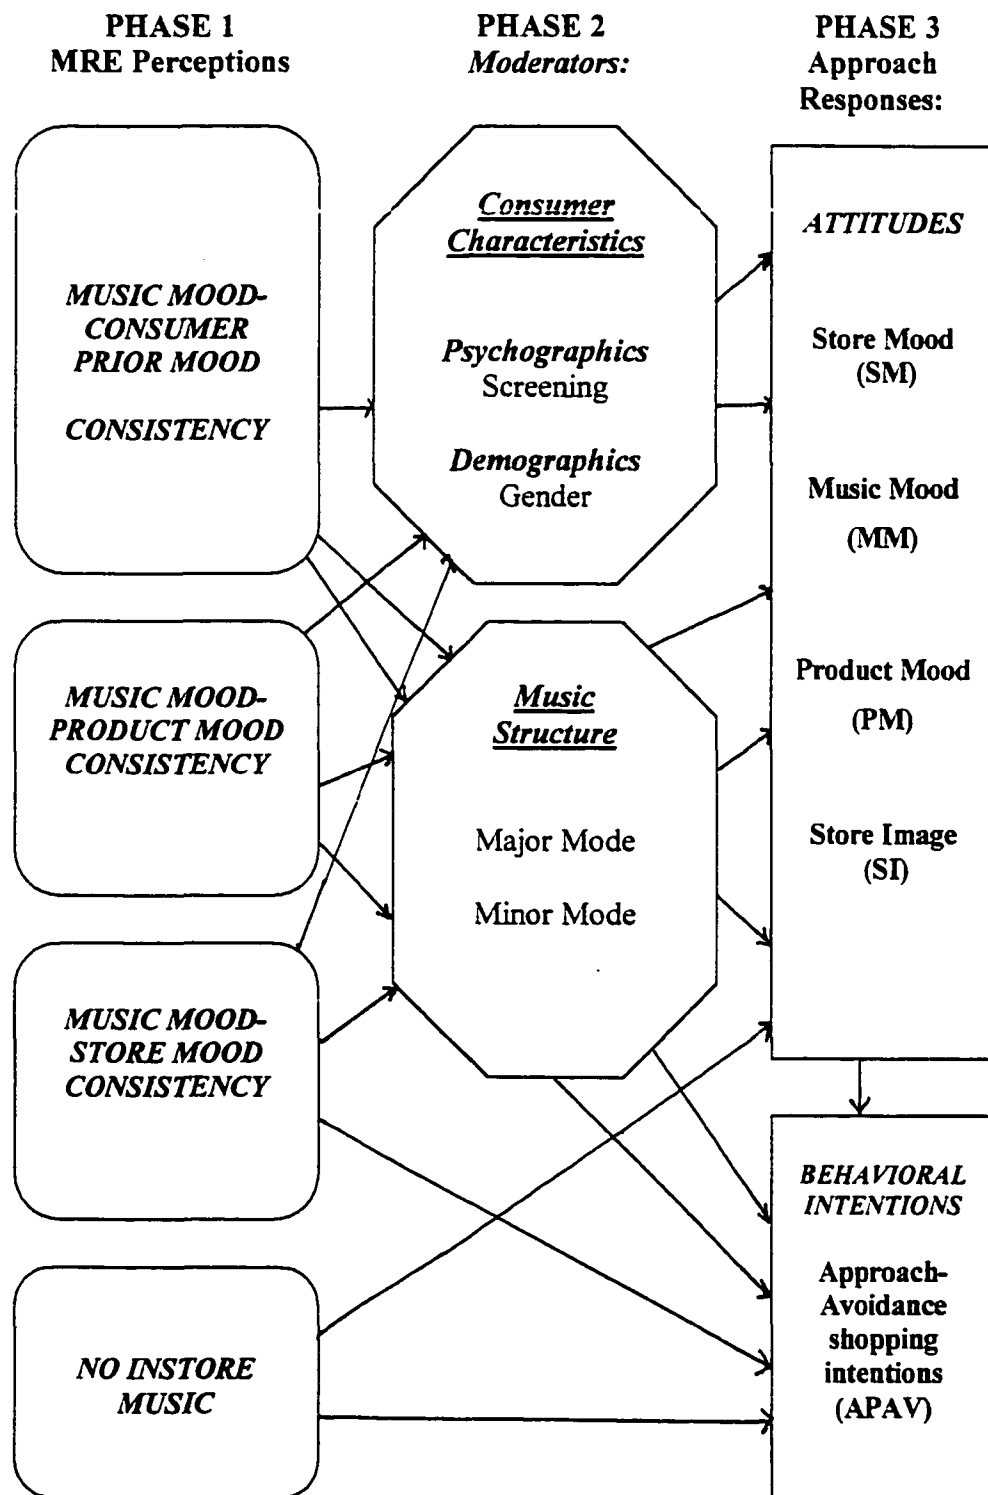 PHASE 1
MRE Perceptions
MUSIC MOOD-
CONSUMER
PRIOR MOOD
CONSISTENCY
MUSIC MOOD-
PRODUCT MOOD
CONSISTENCY
MUSIC MOOD-
STORE MOOD
CONSISTENCY
NO INSTORE
MUSIC
PHASE 2
Moderators:
Consumer
Characteristics
Psychographics
Screening
Demographics
Gender
Music
Structure
Major Mode
Minor Mode
PHASE 3
Approach
Responses:
ATTITUDES
Store Mood
(SM)
Music Mood
(MM)
Product Mood
(PM)
Store Image
(SI)
BEHAVIORAL
INTENTIONS
Approach-
Avoidance
shopping
intentions
(APAV)